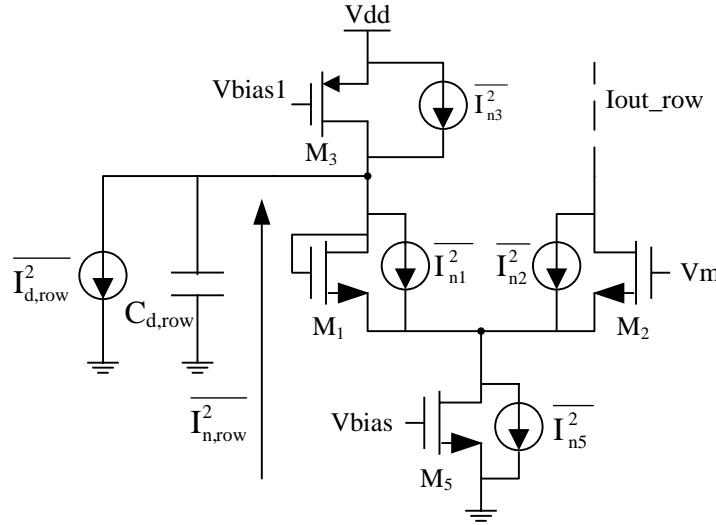 Vdd
Vbias1
I²n3
Iout_row
M₃
I²d,row
Cd,row
I²n1
I²n2
Vm
M₁
M₂
I²n,row
Vbias
I²n5
M₅